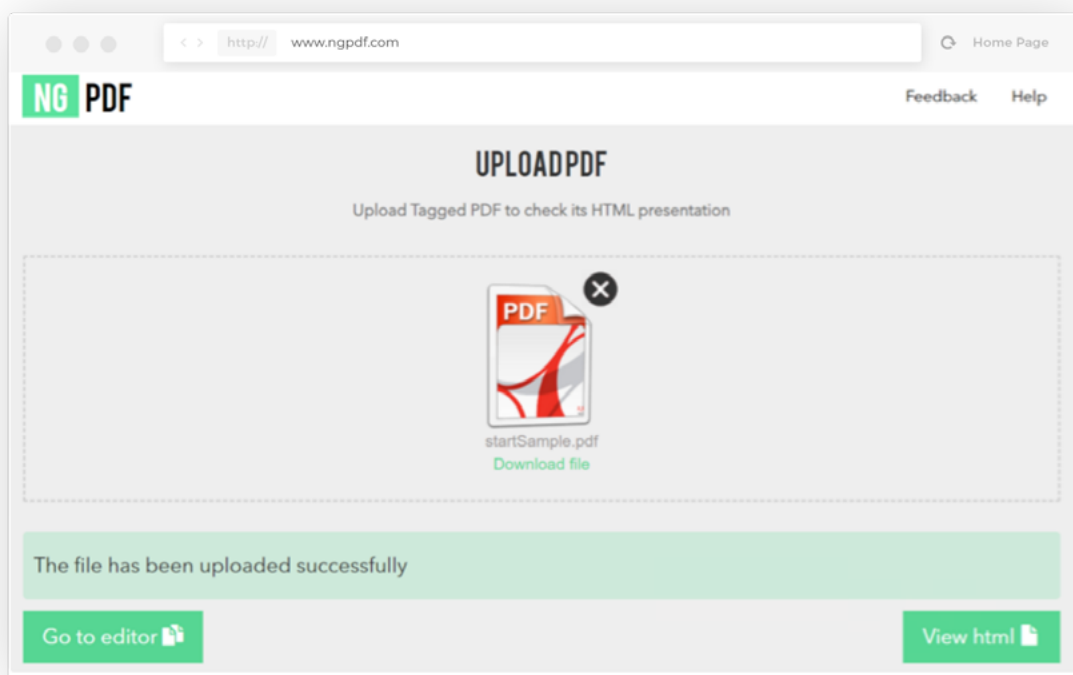 < > http:// www.ngpdf.com Home Page
NG PDF Feedback Help
UPLOAD PDF
Upload Tagged PDF to check its HTML presentation
PDF
startSample.pdf
Download file
The file has been uploaded successfully
Go to editor View html